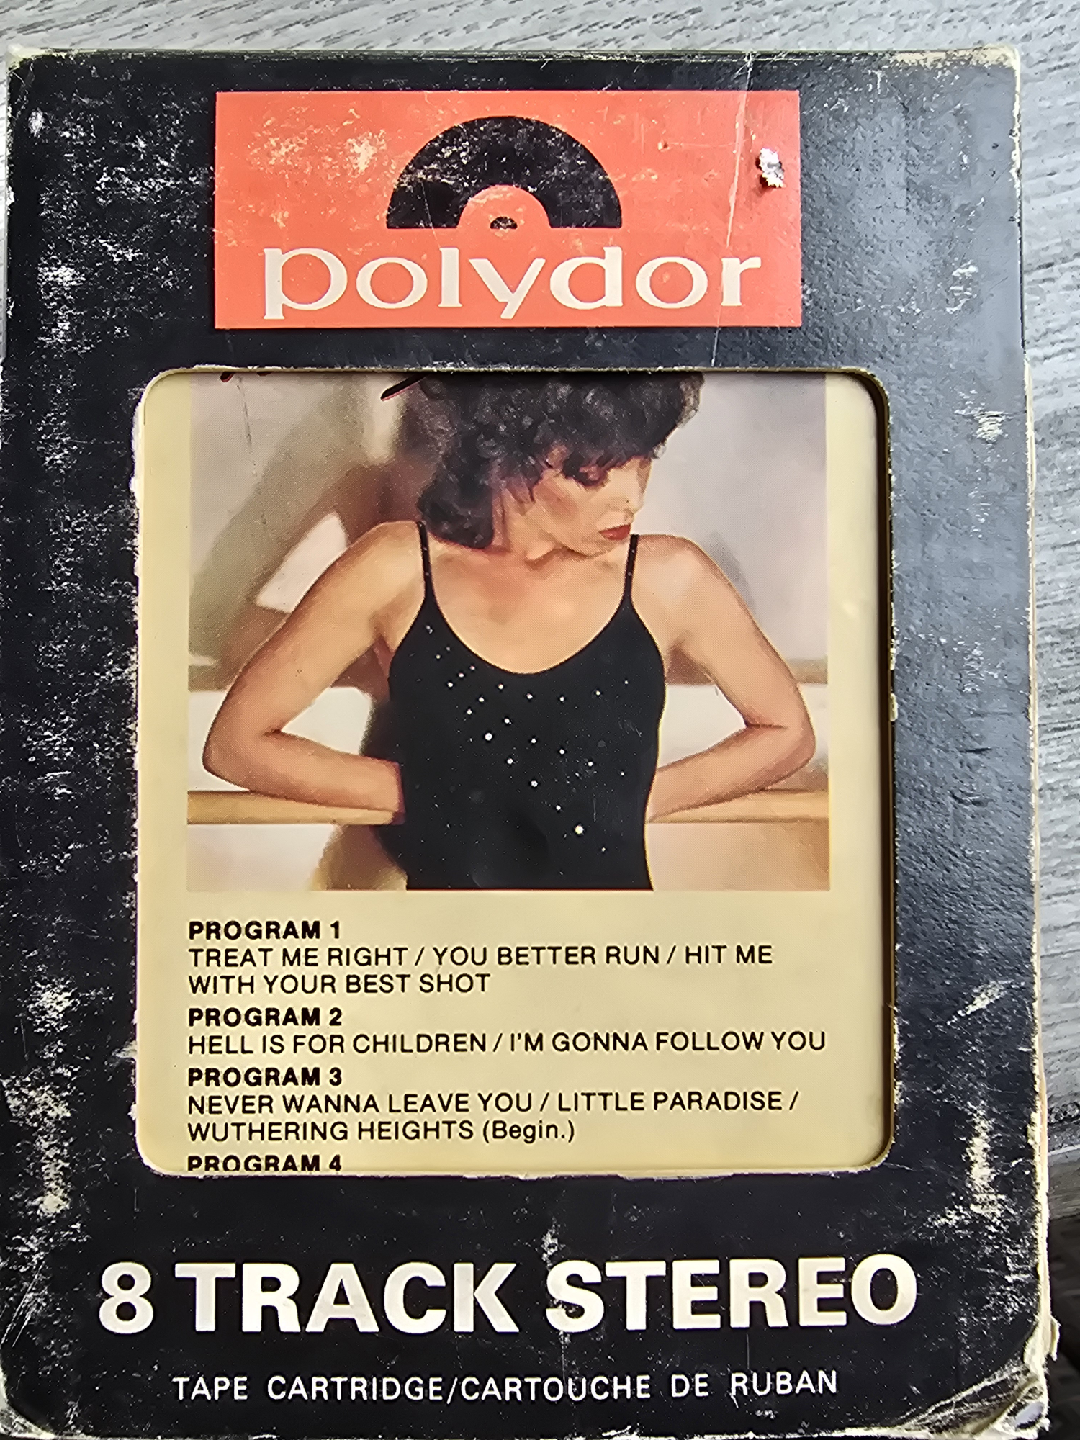 polydor
PROGRAM 1
TREAT ME RIGHT / YOU BETTER RUN / HIT ME
WITH YOUR BEST SHOT
PROGRAM 2
HELL IS FOR CHILDREN / I'M GONNA FOLLOW YOU
PROGRAM 3
NEVER WANNA LEAVE YOU / LITTLE PARADISE /
WUTHERING HEIGHTS (Begin.)
PROGRAM 4
8 TRACK STEREO
TAPE CARTRIDGE/CARTOUCHE DE RUBAN